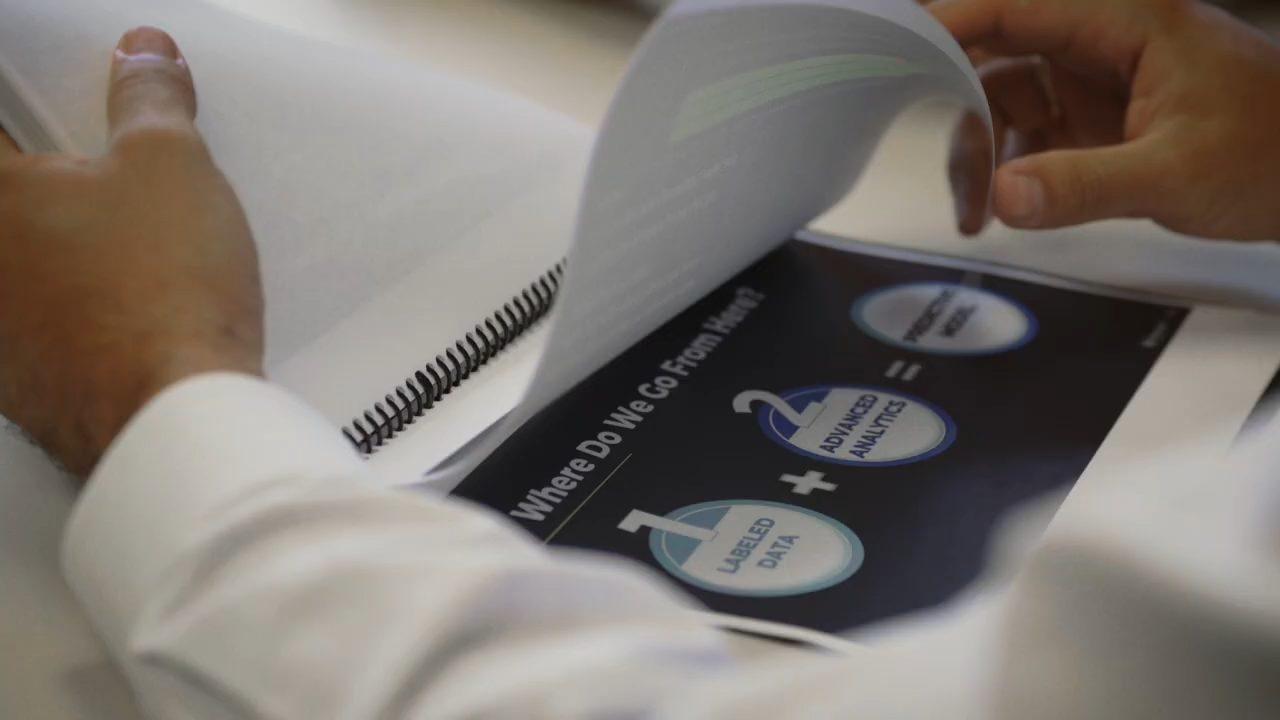 Where Do We Go From Here?
1
LABELED
DATA
+
2
ADVANCED
ANALYTICS
=
PREDICTIVE
MODEL